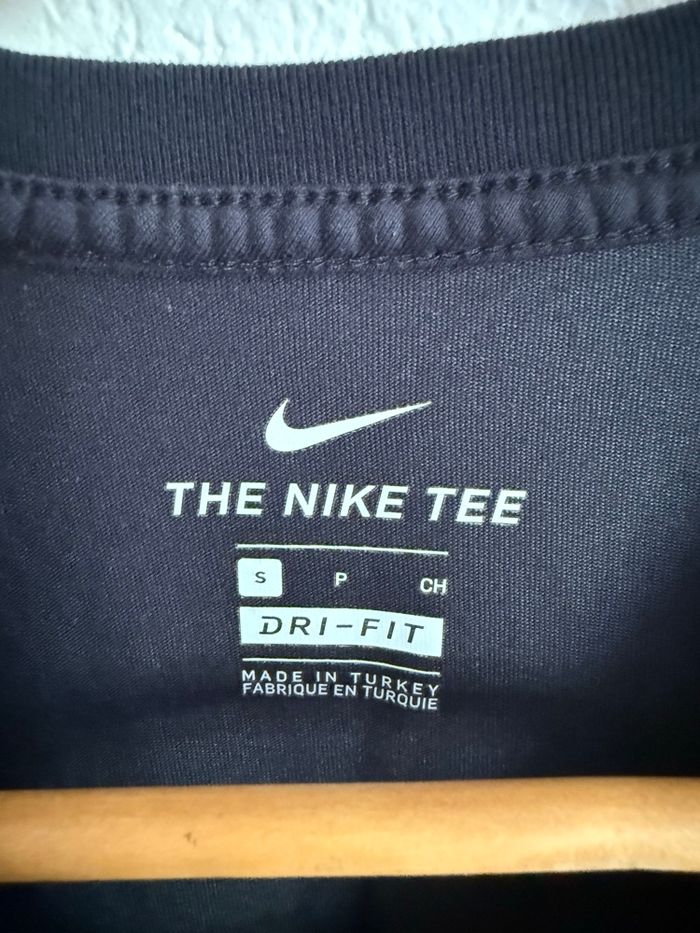 THE NIKE TEE
S P CH
DRI-FIT
MADE IN TURKEY
FABRIQUE EN TURQUIE